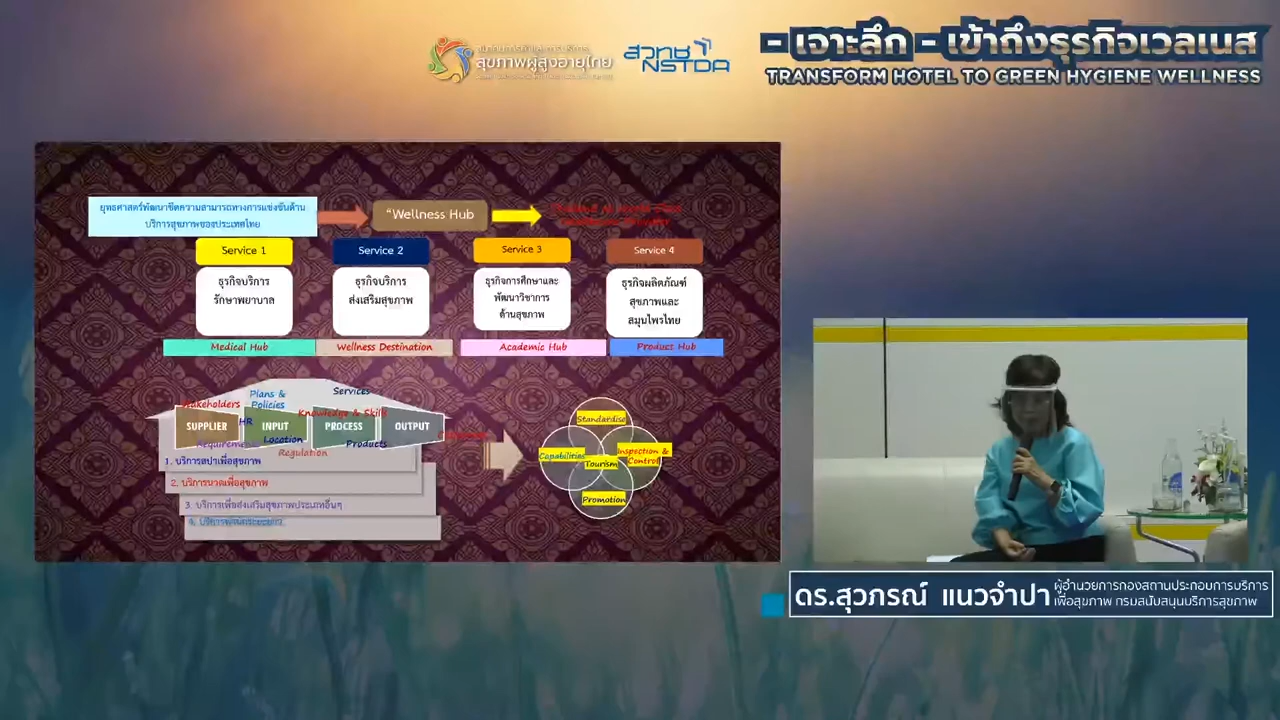 สุขภาพผู้สูงอายุไทย
สวทช
NSTDA
- เจาะลึก - เข้าถึงธุรกิจเวลเนส
TRANSFORM HOTEL TO GREEN HYGIENE WELLNESS
ยุทธศาสตร์พัฒนาขีดความสามารถทางการแข่งขันด้าน
บริการสุขภาพของประเทศไทย
“Wellness Hub
Service 1
Service 2
Service 3
Service 4
ธุรกิจบริการ
รักษาพยาบาล
ธุรกิจบริการ
ส่งเสริมสุขภาพ
ธุรกิจการศึกษาและ
พัฒนาวิชาการ
ด้านสุขภาพ
ธุรกิจผลิตภัณฑ์
สุขภาพและ
สมุนไพรไทย
Medical Hub
Wellness Destination
Academic Hub
Product Hub
Stakeholders
Plans &
Policies
Services
Knowledge & Skill
SUPPLIER
HR
INPUT
PROCESS
OUTPUT
Requirement
Location
Products
Regulation
1. บริการสปาเพื่อสุขภาพ
2. บริการนวดเพื่อสุขภาพ
3. บริการเพื่อส่งเสริมสุขภาพประเภทอื่นๆ
Standardise
Capabilities
Tourism
Inspection &
Control
Promotion
ดร.สุวภรณ์ แนวจำปา
ผู้อำนวยการกองสถานประกอบการบริการ
เพื่อสุขภาพ กรมสนับสนุนบริการสุขภาพ